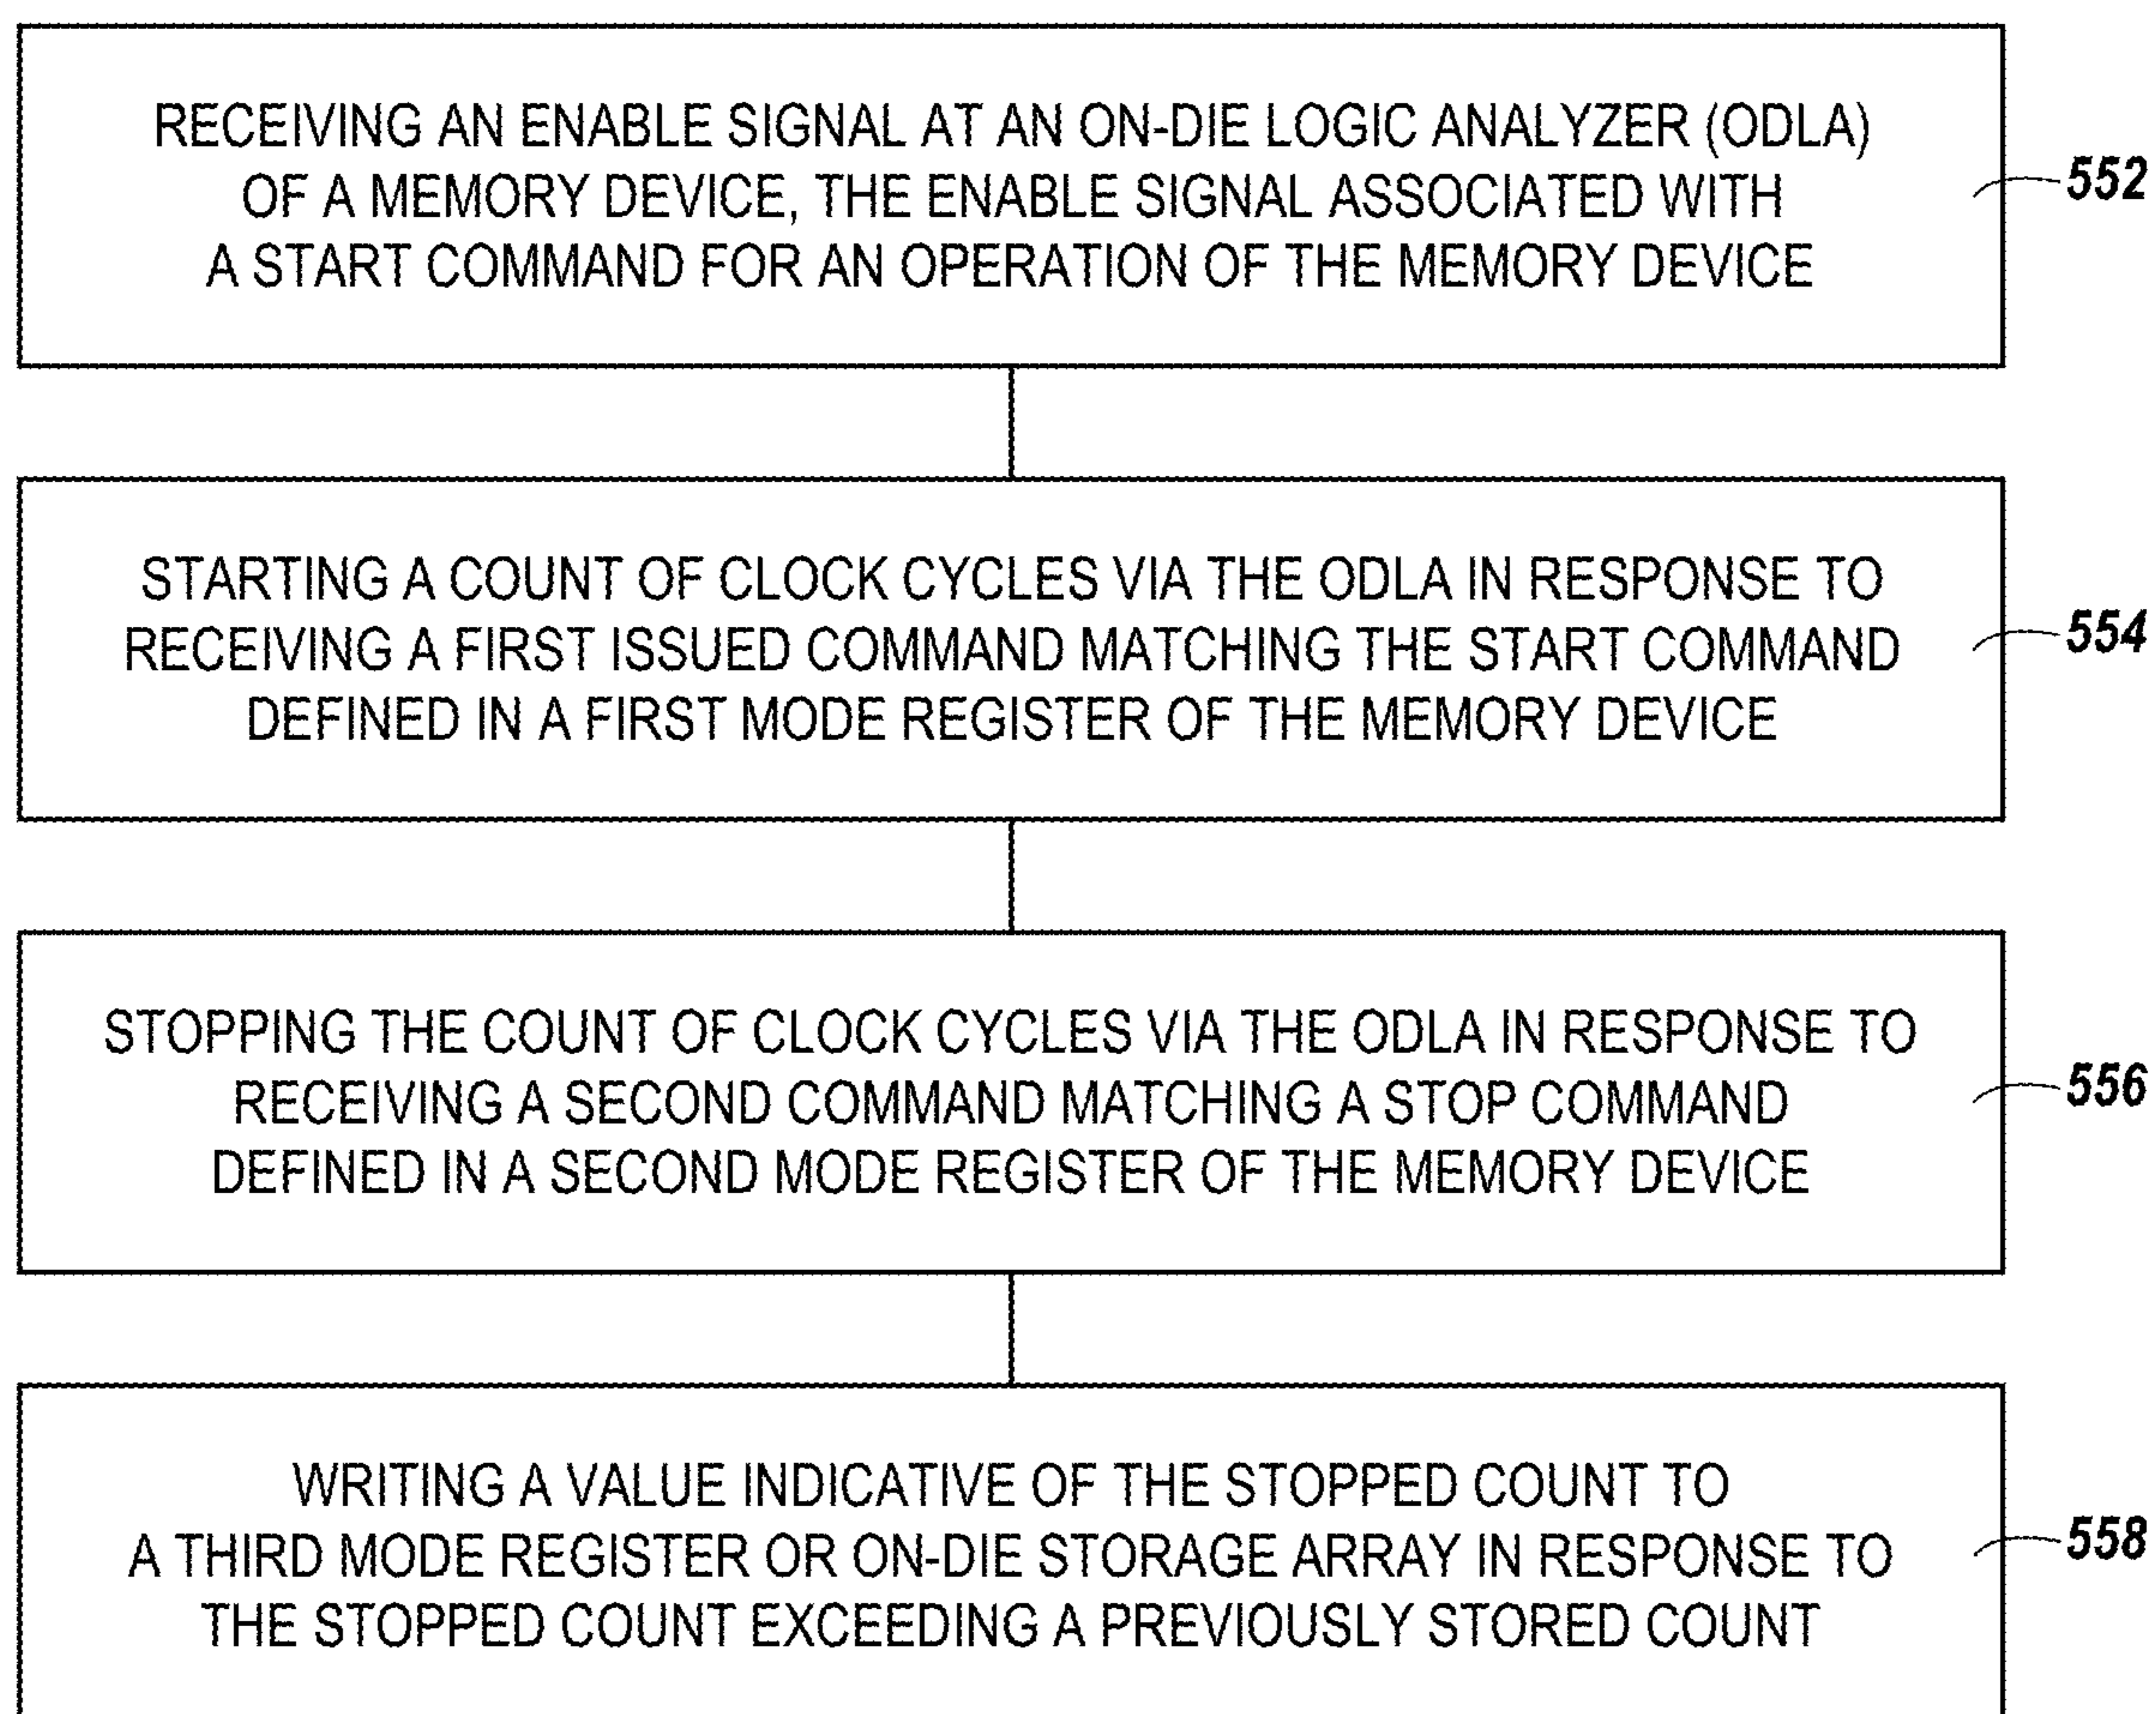 RECEIVING AN ENABLE SIGNAL AT AN ON-DIE LOGIC ANALYZER (ODLA)
OF A MEMORY DEVICE, THE ENABLE SIGNAL ASSOCIATED WITH
A START COMMAND FOR AN OPERATION OF THE MEMORY DEVICE
552
STARTING A COUNT OF CLOCK CYCLES VIA THE ODLA IN RESPONSE TO
RECEIVING A FIRST ISSUED COMMAND MATCHING THE START COMMAND
DEFINED IN A FIRST MODE REGISTER OF THE MEMORY DEVICE
554
STOPPING THE COUNT OF CLOCK CYCLES VIA THE ODLA IN RESPONSE TO
RECEIVING A SECOND COMMAND MATCHING A STOP COMMAND
DEFINED IN A SECOND MODE REGISTER OF THE MEMORY DEVICE
556
WRITING A VALUE INDICATIVE OF THE STOPPED COUNT TO
A THIRD MODE REGISTER OR ON-DIE STORAGE ARRAY IN RESPONSE TO
THE STOPPED COUNT EXCEEDING A PREVIOUSLY STORED COUNT
558